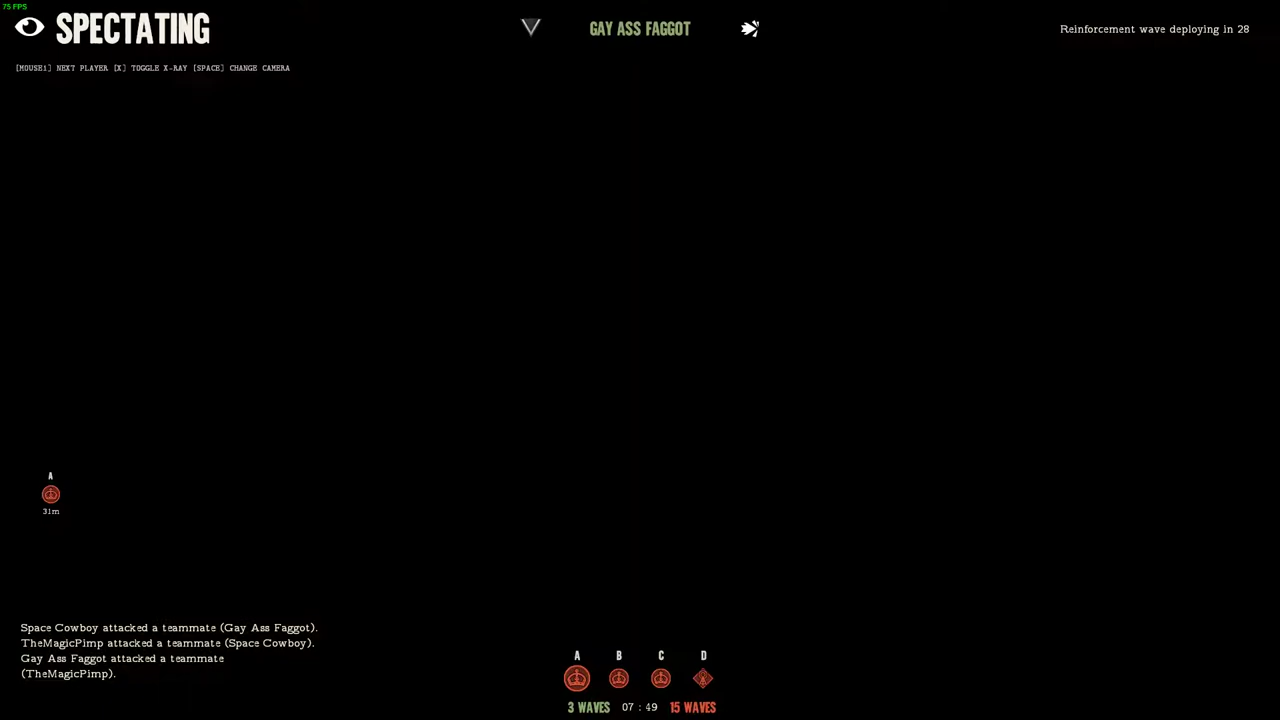 75 FPS
SPECTATING
GAY ASS FAGGOT
Reinforcement wave deploying in 28
[MOUSE1] NEXT PLAYER [X] TOGGLE X-RAY [SPACE] CHANGE CAMERA
A
31m
Space Cowboy attacked a teammate (Gay Ass Faggot).
TheMagicPimp attacked a teammate (Space Cowboy).
Gay Ass Faggot attacked a teammate
(TheMagicPimp).
A B C D
3 WAVES 07 : 49 15 WAVES